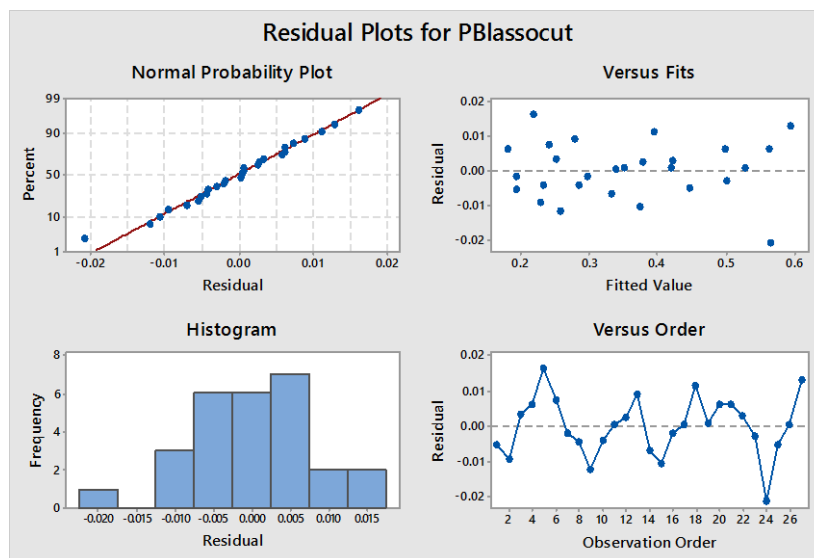 Residual Plots for PBlassocut
Normal Probability Plot
99
90
50
10
1
Percent
-0.02 -0.01 0.00 0.01 0.02
Residual
Versus Fits
0.02
0.01
0.00
-0.01
-0.02
Residual
0.2 0.3 0.4 0.5 0.6
Fitted Value
Histogram
8
6
4
2
0
Frequency
-0.020 -0.015 -0.010 -0.005 0.000 0.005 0.010 0.015
Residual
Versus Order
0.02
0.01
0.00
-0.01
-0.02
Residual
2 4 6 8 10 12 14 16 18 20 22 24 26
Observation Order